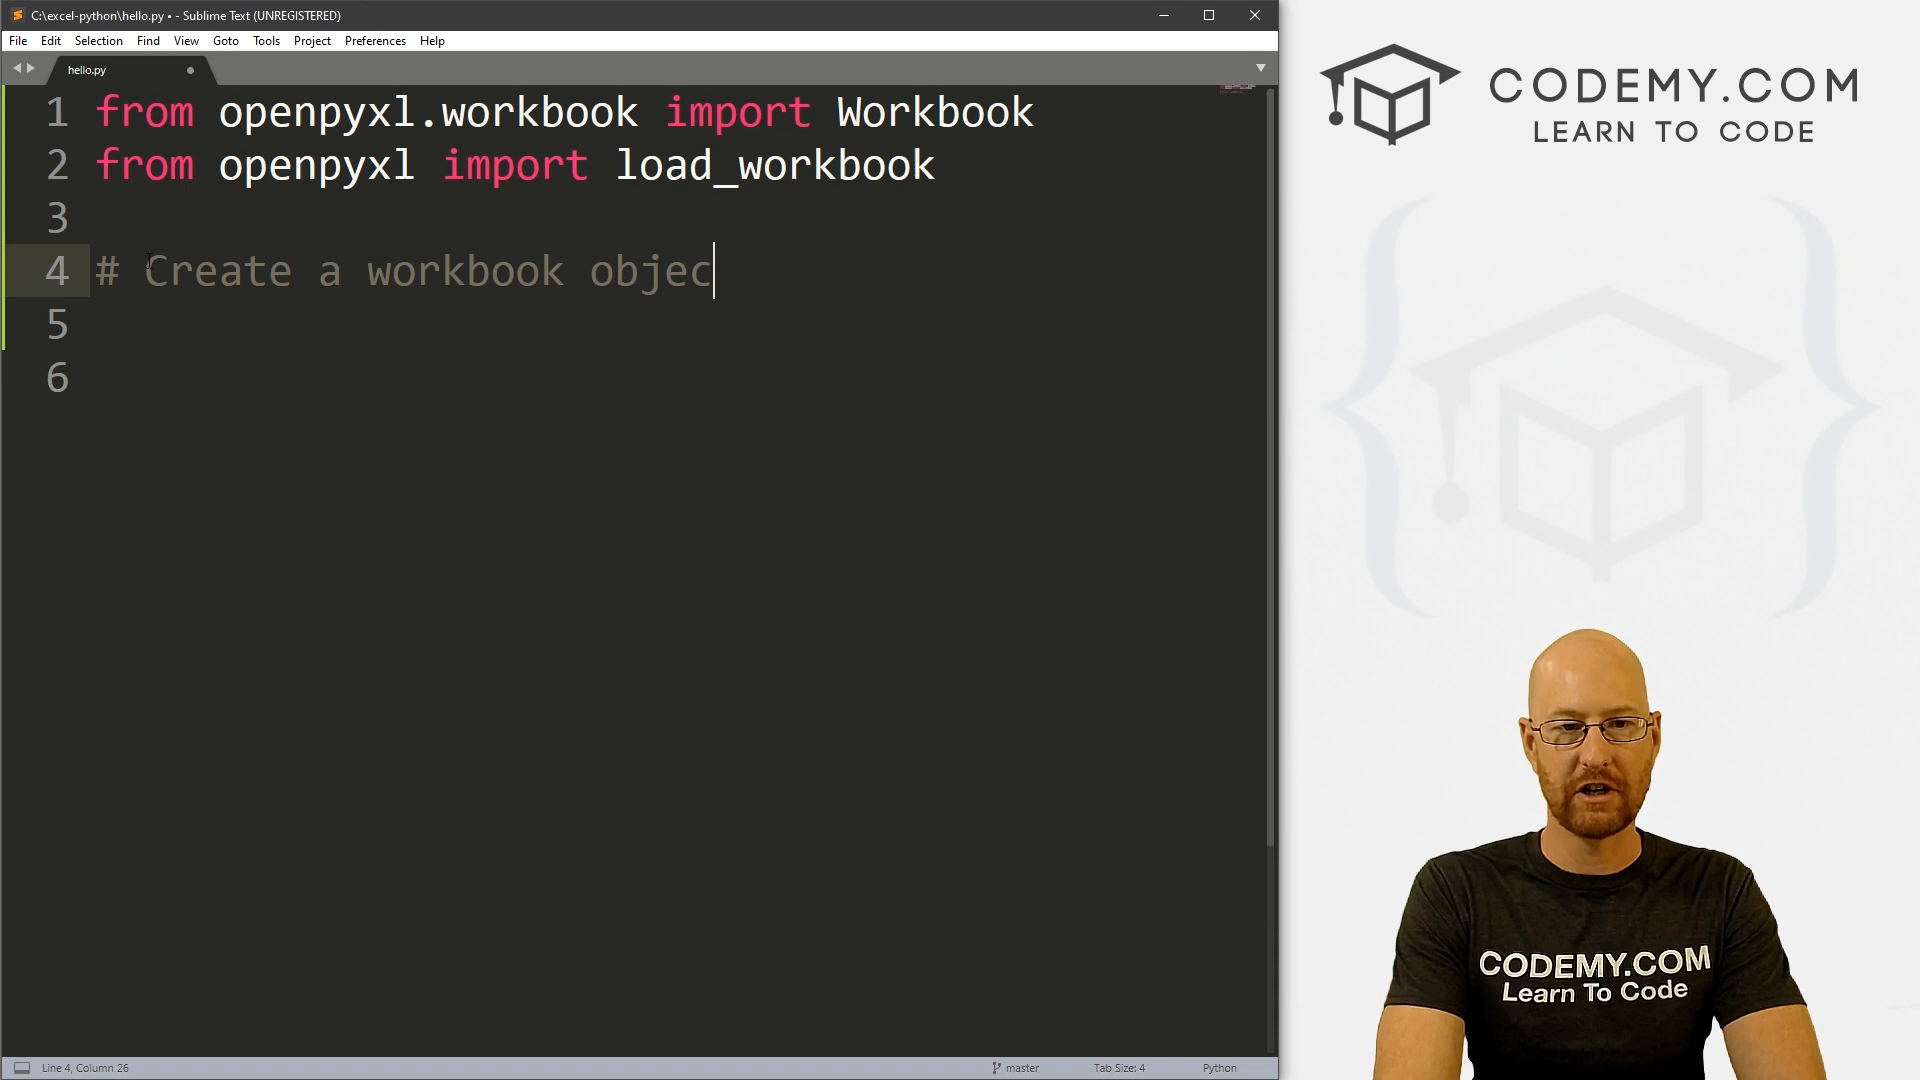 C:\excel-python\hello.py • - Sublime Text (UNREGISTERED)
File Edit Selection Find View Goto Tools Project Preferences Help
hello.py
1 from openpyxl.workbook import Workbook
2 from openpyxl import load_workbook
3
4 # Create a workbook objec
5
6
Line 4, Column 26 master Tab Size: 4 Python
CODEMY.COM
LEARN TO CODE
CODEMY.COM
Learn To Code